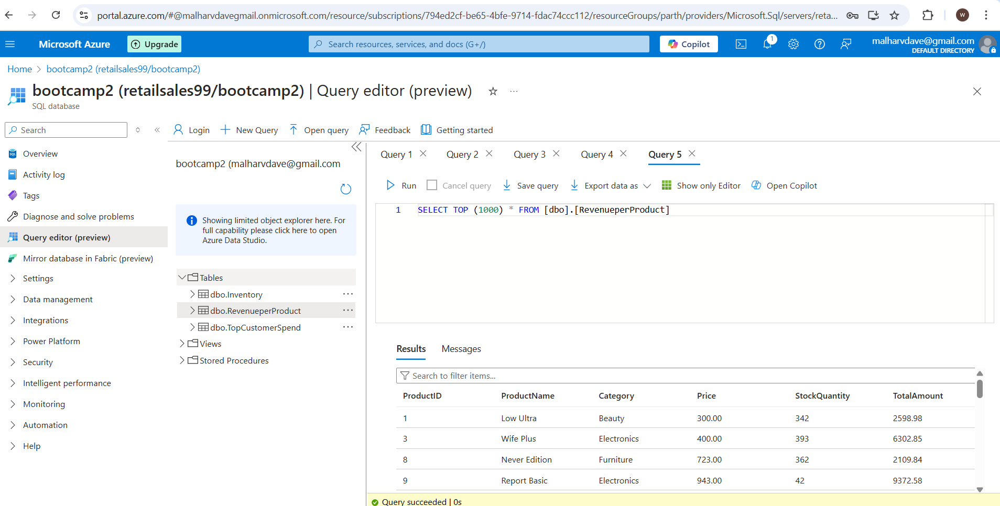 portal.azure.com/#@malharvdavegmail.onmicrosoft.com/resource/subscriptions/794ed2cf-be65-4bfe-9714-fdac74ccc112/resourceGroups/parth/providers/Microsoft.Sql/servers/reta...
W
Microsoft Azure
Upgrade
Search resources, services, and docs (G+/)
Copilot
1
malharvdave@gmail.com
DEFAULT DIRECTORY
Home > bootcamp2 (retailsales99/bootcamp2)
bootcamp2 (retailsales99/bootcamp2) | Query editor (preview)
SQL database
Search
Login
New Query
Open query
Feedback
Getting started
Overview
Activity log
Tags
Diagnose and solve problems
Query editor (preview)
Mirror database in Fabric (preview)
Settings
Data management
Integrations
Power Platform
Security
Intelligent performance
Monitoring
Automation
Help
bootcamp2 (malharvdave@gmail.com
Showing limited object explorer here. For
full capability please click here to open
Azure Data Studio.
Tables
dbo.Inventory
dbo.RevenueperProduct
dbo.TopCustomerSpend
Views
Stored Procedures
Query 1
Query 2
Query 3
Query 4
Query 5
Run
Cancel query
Save query
Export data as
Show only Editor
Open Copilot
1 SELECT TOP (1000) * FROM [dbo].[RevenueperProduct]
Results
Messages
Search to filter items...
ProductID ProductName Category Price StockQuantity TotalAmount
1 Low Ultra Beauty 300.00 342 2598.98
3 Wife Plus Electronics 400.00 393 6302.85
8 Never Edition Furniture 723.00 362 2109.84
9 Report Basic Electronics 943.00 42 9372.58
Query succeeded | 0s